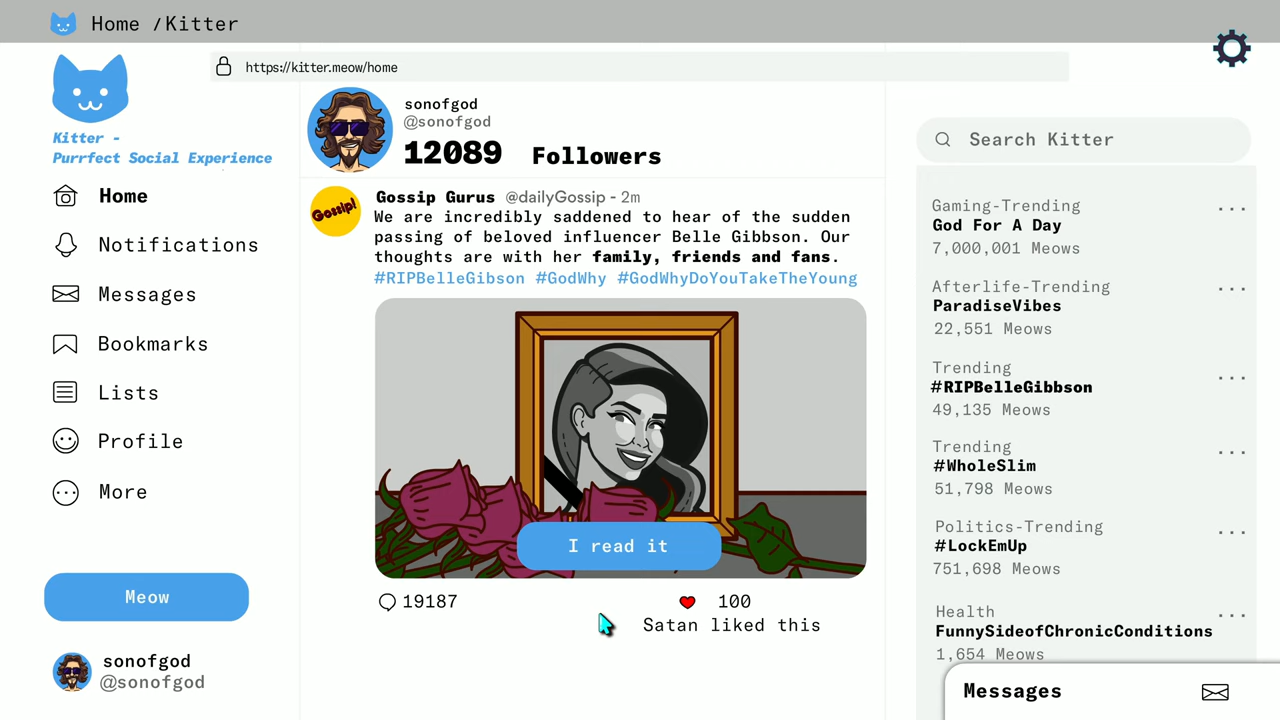 Home /Kitter
https://kitter.meow/home
Kitter -
Purrfect Social Experience
Home
Notifications
Messages
Bookmarks
Lists
Profile
More
Meow
sonofgod
@sonofgod
sonofgod
@sonofgod
12089 Followers
Gossip!
Gossip Gurus @dailyGossip - 2m
We are incredibly saddened to hear of the sudden
passing of beloved influencer Belle Gibbson. Our
thoughts are with her family, friends and fans.
#RIPBelleGibson #GodWhy #GodWhyDoYouTakeTheYoung
I read it
19187
100
Satan liked this
Search Kitter
Gaming-Trending
God For A Day
7,000,001 Meows
Afterlife-Trending
ParadiseVibes
22,551 Meows
Trending
#RIPBelleGibbson
49,135 Meows
Trending
#WholeSlim
51,798 Meows
Politics-Trending
#LockEmUp
751,698 Meows
Health
FunnySideofChronicConditions
1,654 Meows
Messages